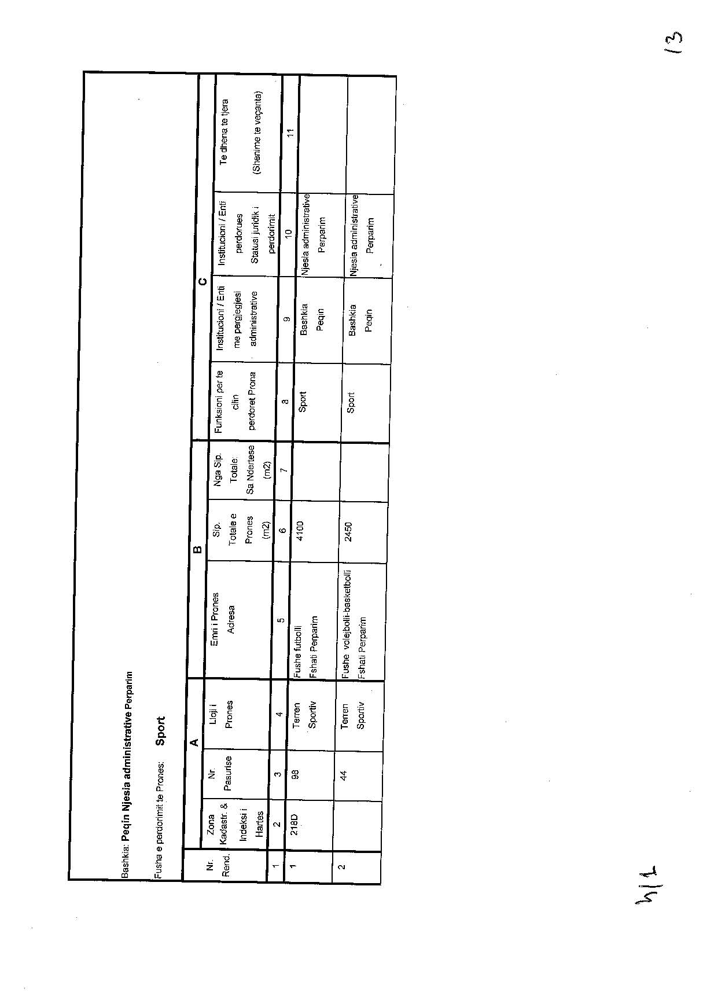 Bashkia: Peqin Njesia administrative Perparim
Fusha e perdorimit te Prones: Sport
A B C
Nr. Rend.
Zona Kadastr. & Indeksi i Hartes
Nr. Pasurise
Lloji i Prones
Emri i Prones Adresa
Sip. Totale e Prones (m2)
Nga Sip. Totale: Sa Ndertese (m2)
Funksioni per te cilin perdoret Prona
Institucioni / Enti me pergjegjesi administrative
Institucioni / Enti perdorues Statusi juridik i perdorimit
Te dhena te tjera (Shenime te veçanta)
1 2 3 4 5 6 7 8 9 10 11
1 218D 98 Terren Sportiv Fushe futbolli Fshati Perparim 4100 Sport Bashkia Peqin Njesia administrative Perparim
2 44 Terren Sportiv Fushe volejbolli-basketbolli Fshati Perparim 2450 Sport Bashkia Peqin Njesia administrative Perparim
13